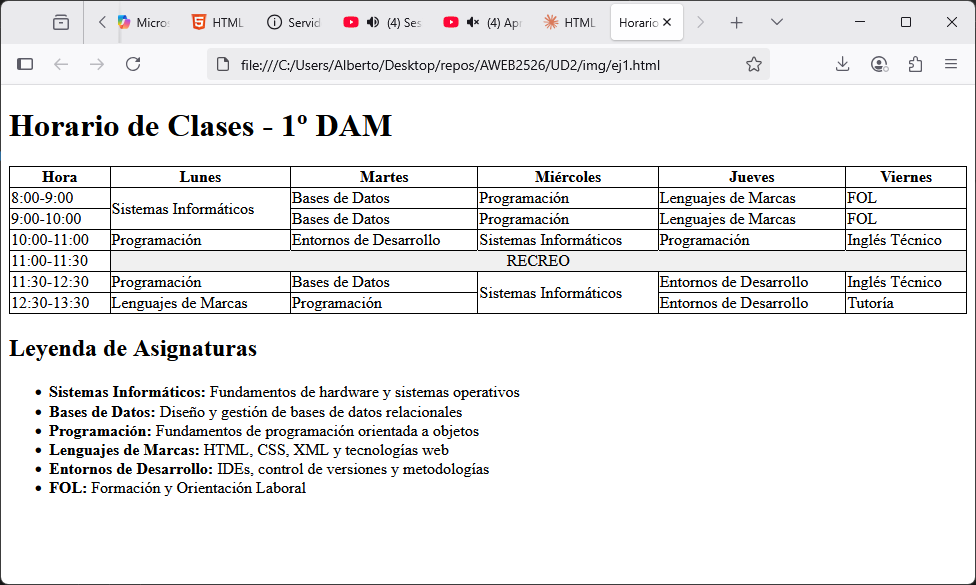 Micros HTML Servid (4) Ses (4) Apr HTML Horario
file:///C:/Users/Alberto/Desktop/repos/AWEB2526/UD2/img/ej1.html
Horario de Clases - 1º DAM
Hora Lunes Martes Miércoles Jueves Viernes
8:00-9:00 Sistemas Informáticos Bases de Datos Programación Lenguajes de Marcas FOL
9:00-10:00 Bases de Datos Programación Lenguajes de Marcas FOL
10:00-11:00 Programación Entornos de Desarrollo Sistemas Informáticos Programación Inglés Técnico
11:00-11:30 RECREO
11:30-12:30 Programación Bases de Datos Sistemas Informáticos Entornos de Desarrollo Inglés Técnico
12:30-13:30 Lenguajes de Marcas Programación Entornos de Desarrollo Tutoría
Leyenda de Asignaturas
Sistemas Informáticos: Fundamentos de hardware y sistemas operativos
Bases de Datos: Diseño y gestión de bases de datos relacionales
Programación: Fundamentos de programación orientada a objetos
Lenguajes de Marcas: HTML, CSS, XML y tecnologías web
Entornos de Desarrollo: IDEs, control de versiones y metodologías
FOL: Formación y Orientación Laboral